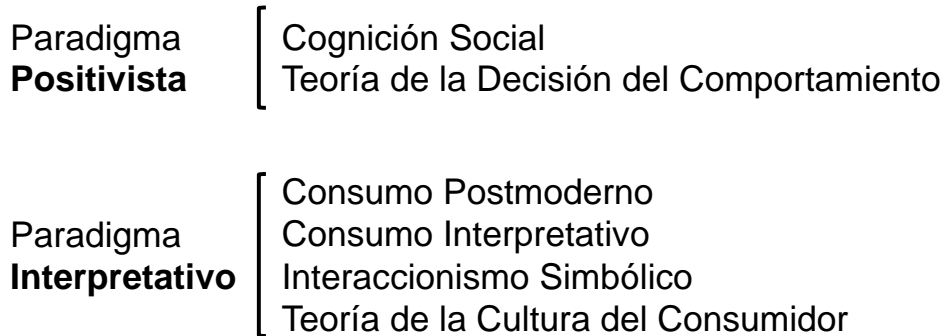 Paradigma
Positivista
Cognición Social
Teoría de la Decisión del Comportamiento
Paradigma
Interpretativo
Consumo Postmoderno
Consumo Interpretativo
Interaccionismo Simbólico
Teoría de la Cultura del Consumidor